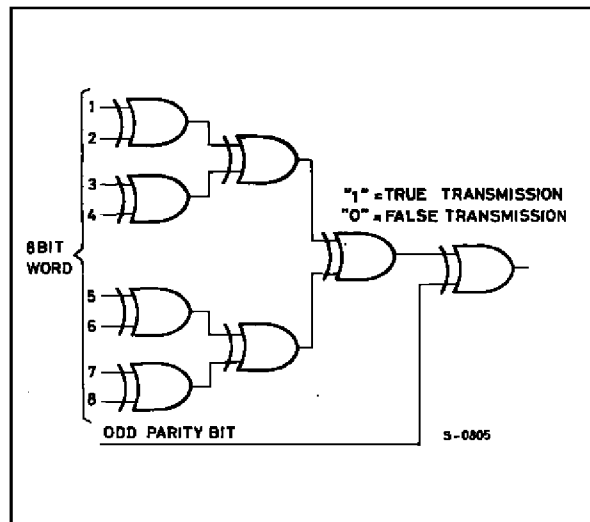 1
2
3
4
"1" = TRUE TRANSMISSION
"0" = FALSE TRANSMISSION
8BIT
WORD
5
6
7
8
ODD PARITY BIT
S-0805